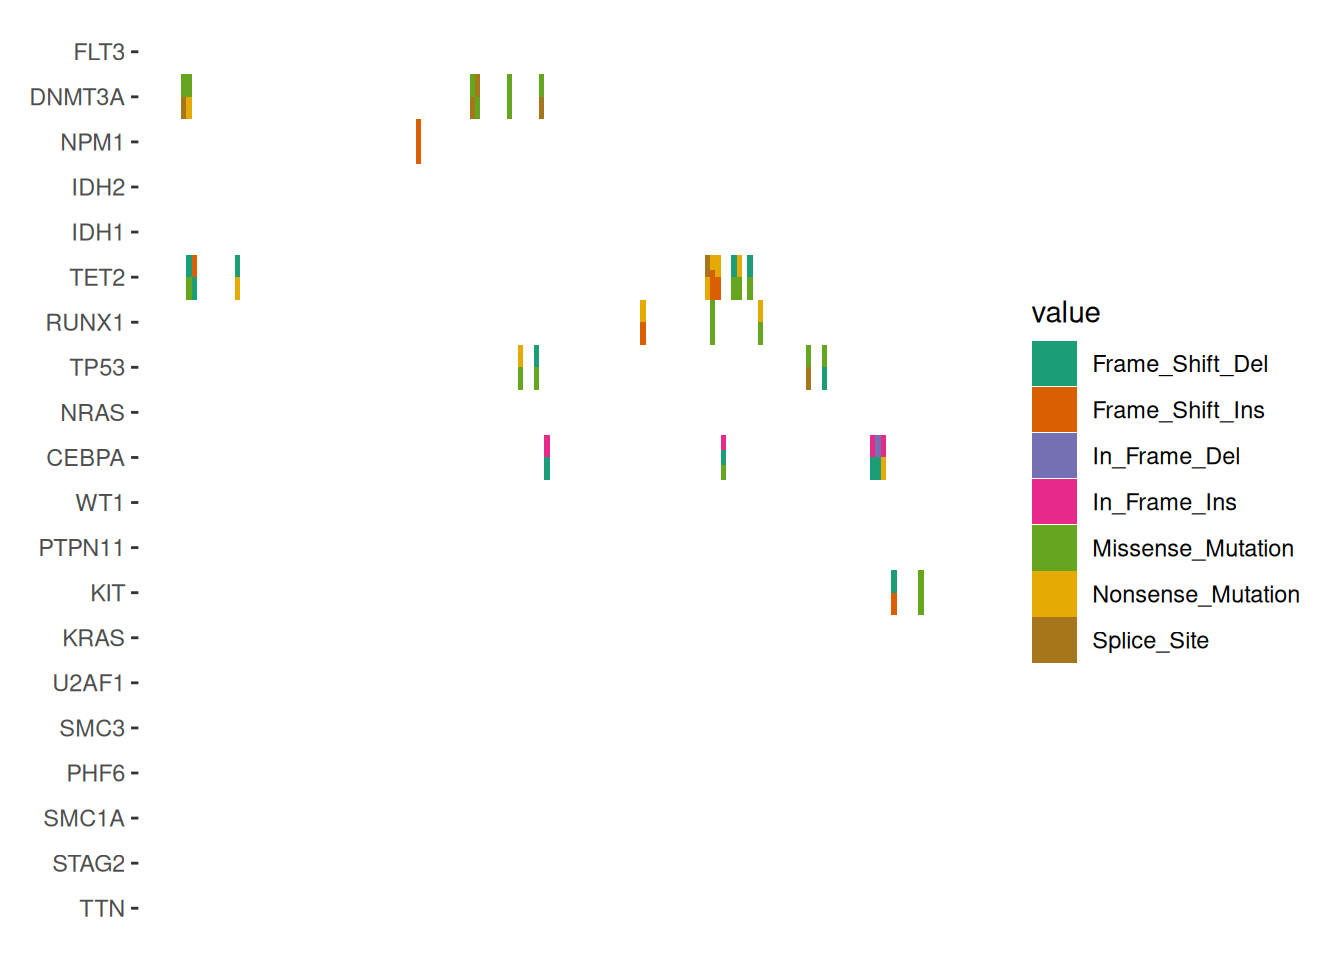 FLT3
DNMT3A
NPM1
IDH2
IDH1
TET2
RUNX1
TP53
NRAS
CEBPA
WT1
PTPN11
KIT
KRAS
U2AF1
SMC3
PHF6
SMC1A
STAG2
TTN
value
Frame_Shift_Del
Frame_Shift_Ins
In_Frame_Del
In_Frame_Ins
Missense_Mutation
Nonsense_Mutation
Splice_Site